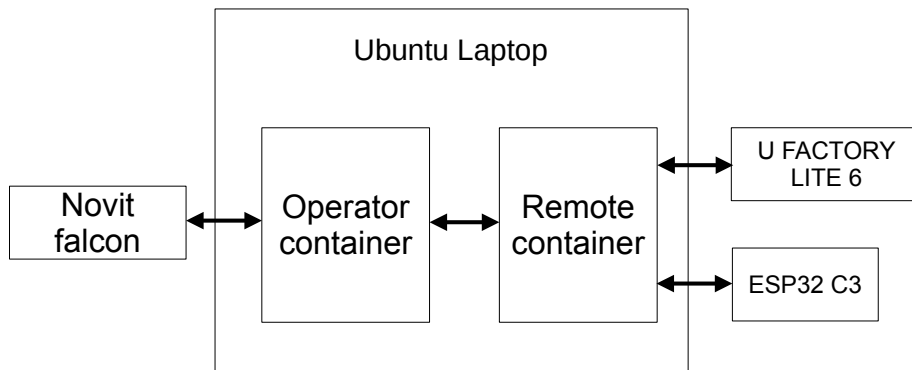 Ubuntu Laptop
Novit
falcon
Operator
container
Remote
container
U FACTORY
LITE 6
ESP32 C3